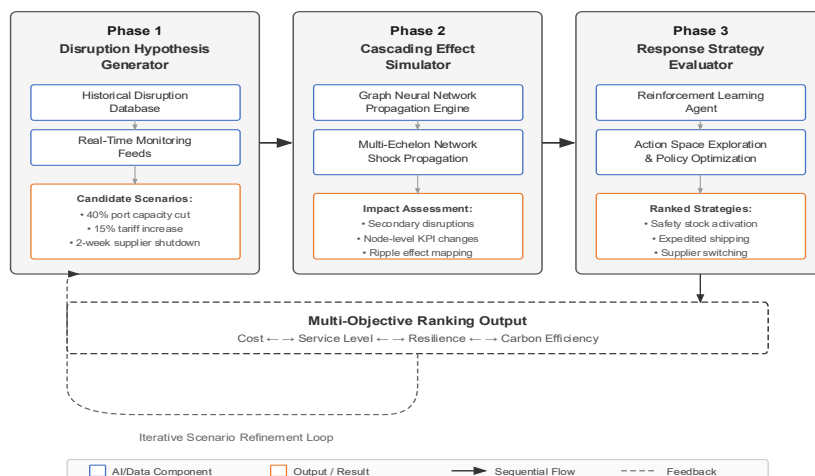 Phase 1
Disruption Hypothesis
Generator
Historical Disruption
Database
Real-Time Monitoring
Feeds
Candidate Scenarios:
• 40% port capacity cut
• 15% tariff increase
• 2-week supplier shutdown
Phase 2
Cascading Effect
Simulator
Graph Neural Network
Propagation Engine
Multi-Echelon Network
Shock Propagation
Impact Assessment:
• Secondary disruptions
• Node-level KPI changes
• Ripple effect mapping
Phase 3
Response Strategy
Evaluator
Reinforcement Learning
Agent
Action Space Exploration
& Policy Optimization
Ranked Strategies:
• Safety stock activation
• Expedited shipping
• Supplier switching
Multi-Objective Ranking Output
Cost ← → Service Level ← → Resilience ← → Carbon Efficiency
Iterative Scenario Refinement Loop
AI/Data Component
Output / Result
Sequential Flow
Feedback